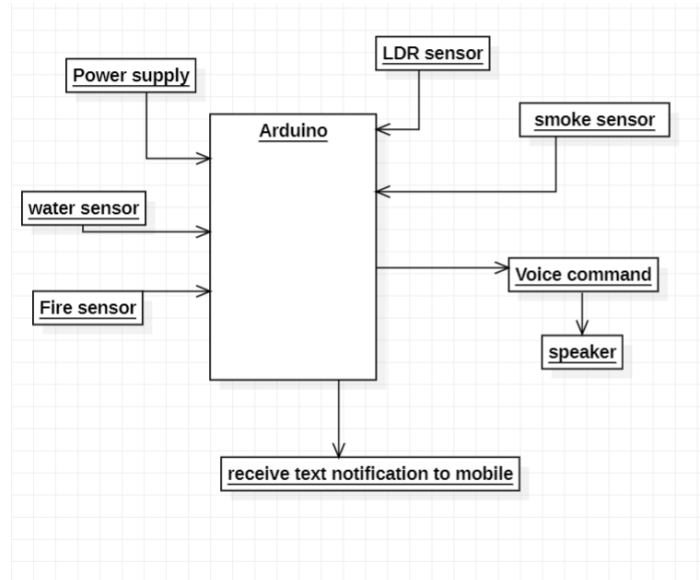 LDR sensor
Power supply
smoke sensor
Arduino
water sensor
Voice command
Fire sensor
speaker
receive text notification to mobile